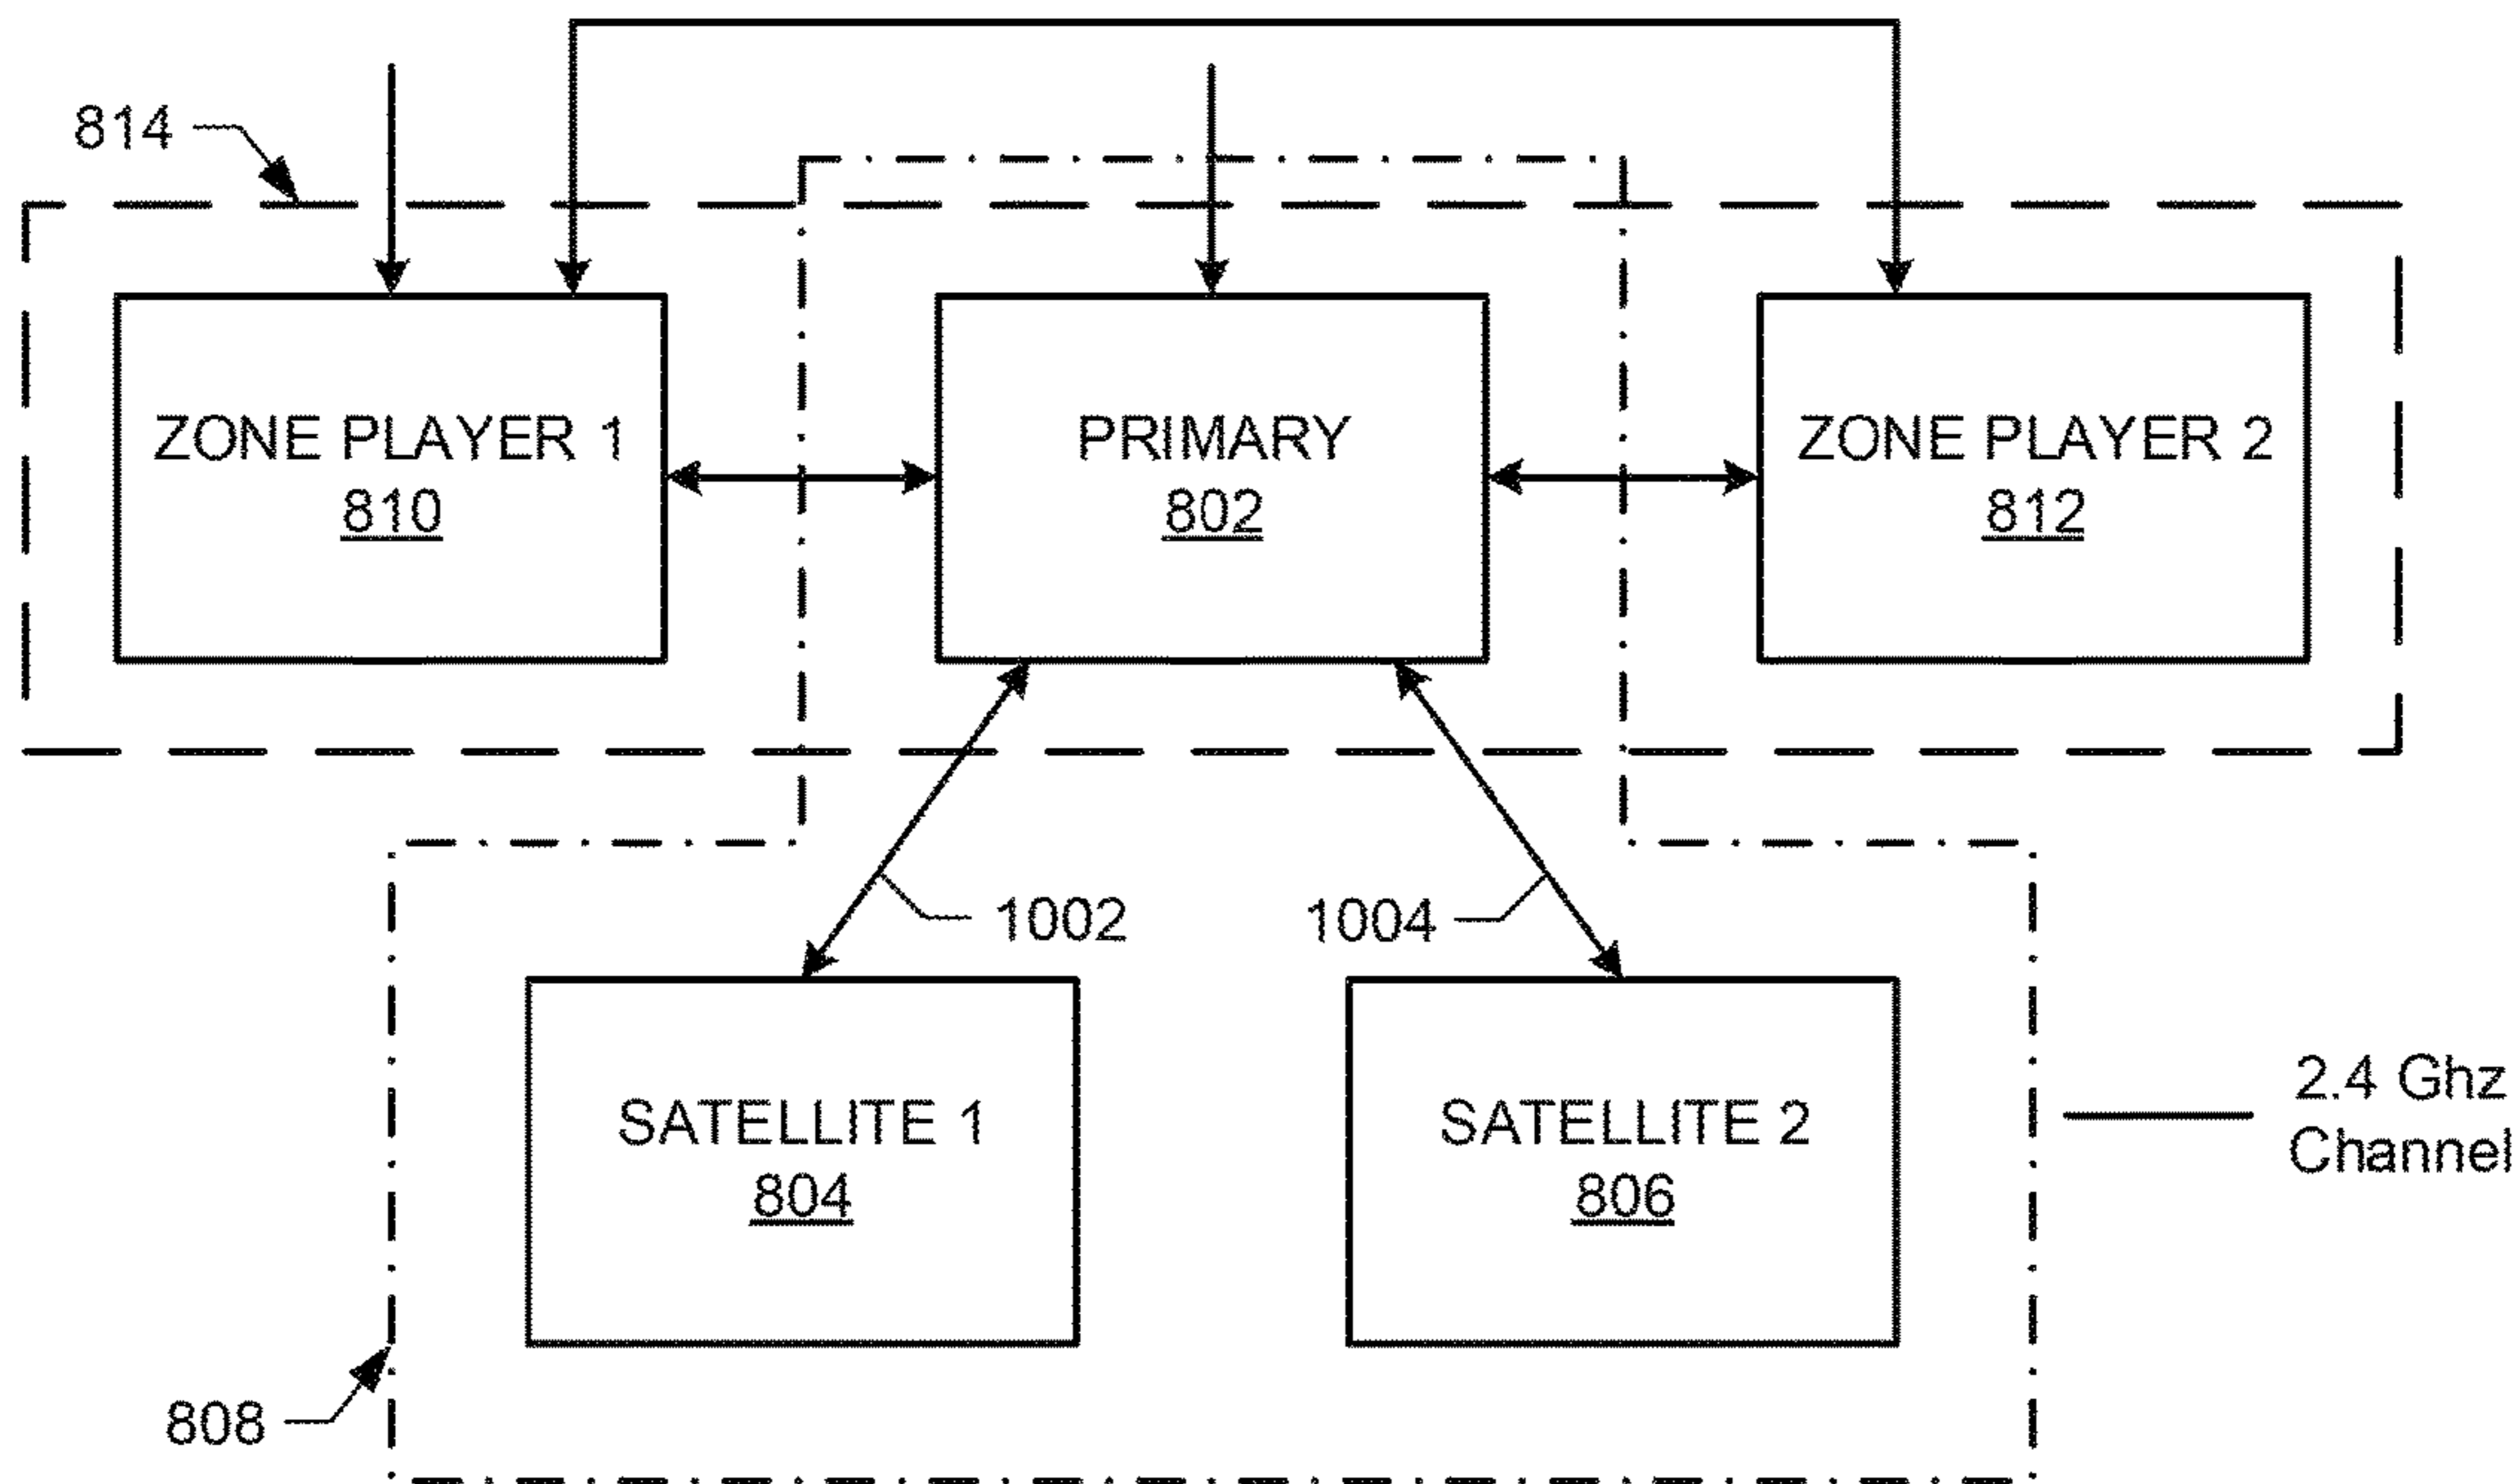 814
ZONE PLAYER 1
810
PRIMARY
802
ZONE PLAYER 2
812
1002
1004
SATELLITE 1
804
SATELLITE 2
806
2.4 Ghz
Channel
808